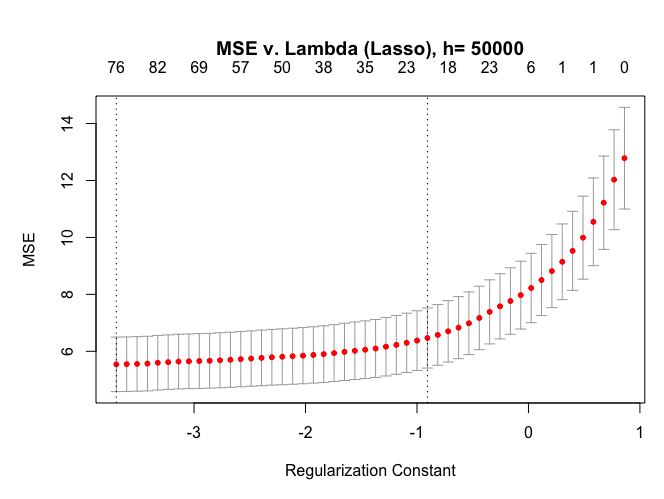 MSE v. Lambda (Lasso), h= 50000
76 82 69 57 50 38 35 23 18 23 6 1 1 0
14
12
10
8
6
MSE
-3 -2 -1 0 1
Regularization Constant